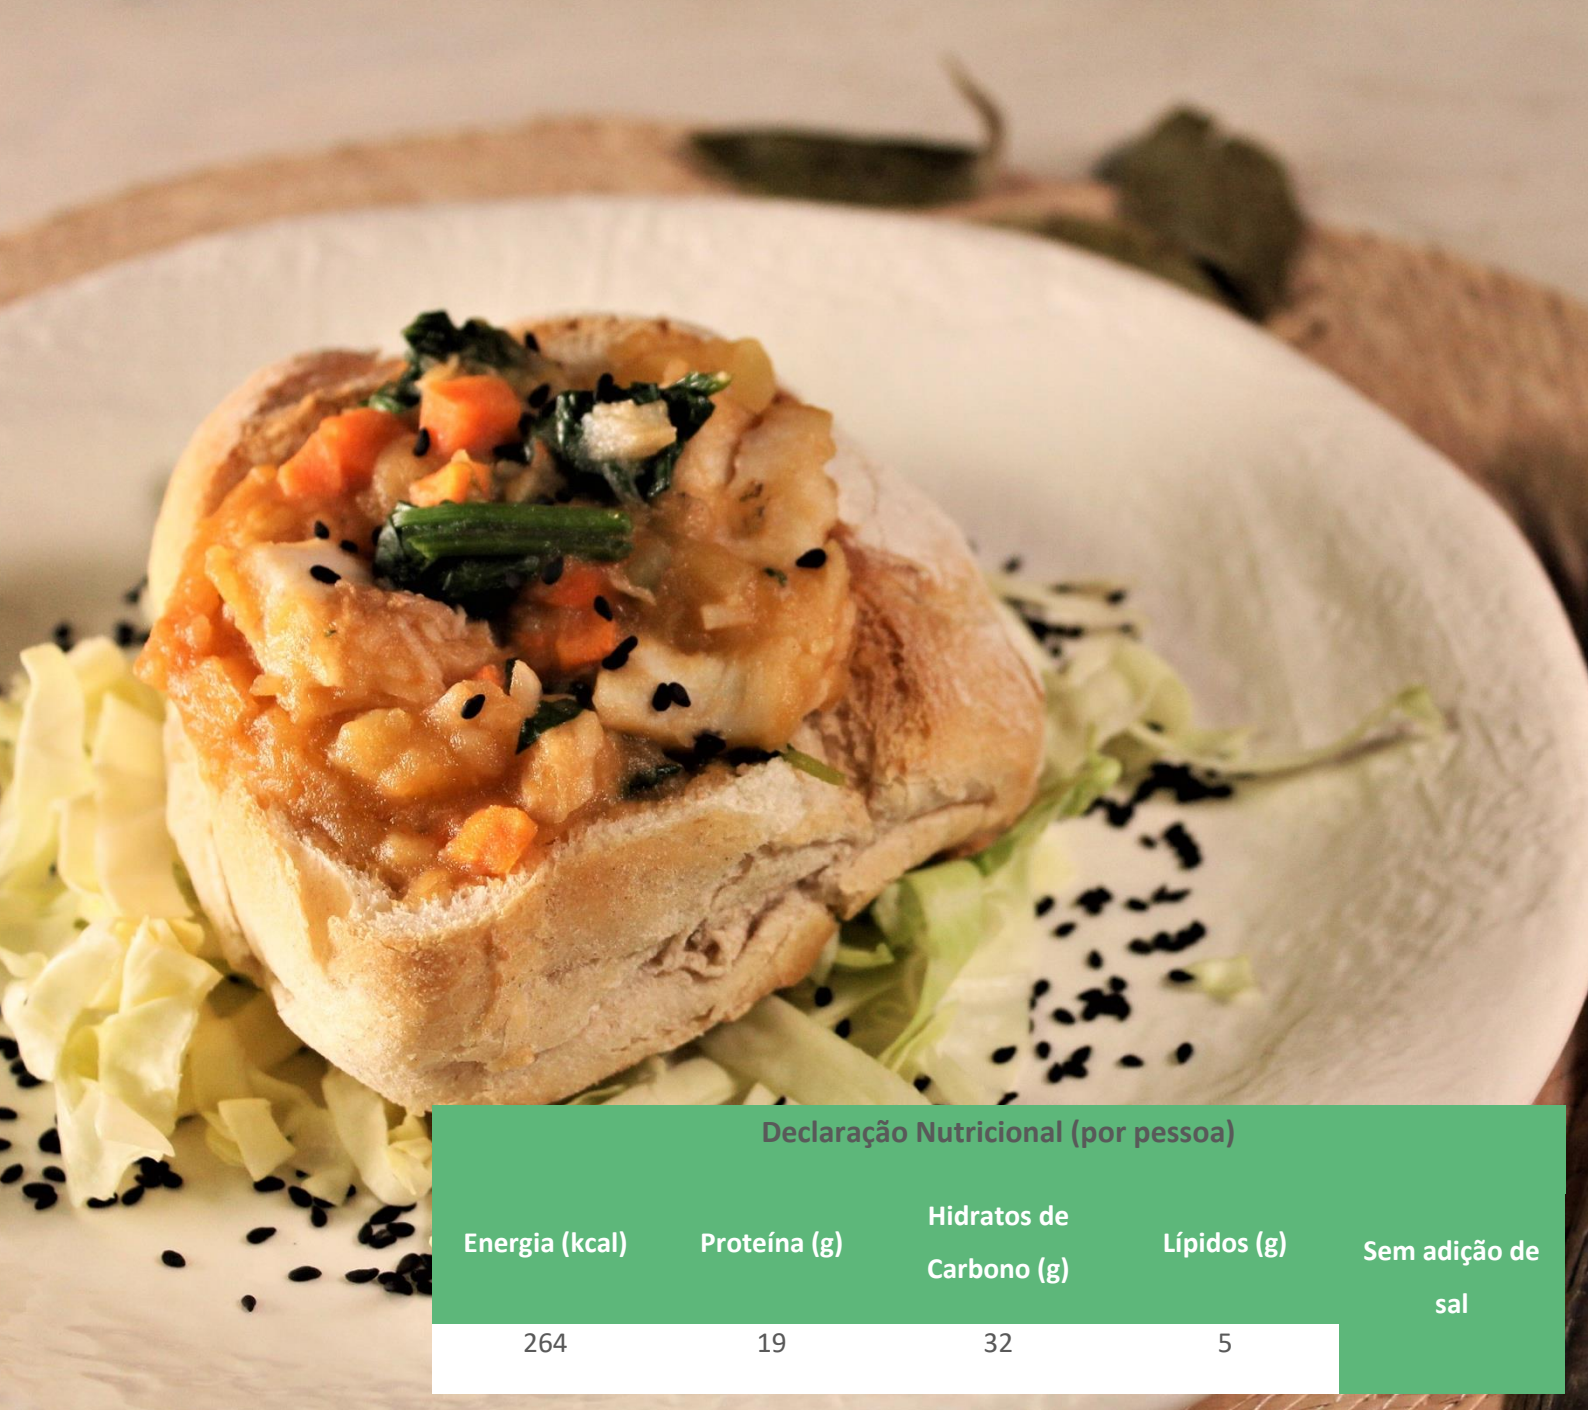 Declaração Nutricional (por pessoa)
Energia (kcal)
Proteína (g)
Hidratos de
Carbono (g)
Lípidos (g)
Sem adição de
sal
264
19
32
5